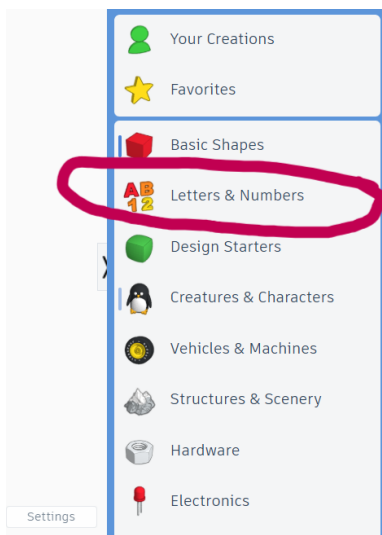 Your Creations
Favorites
Basic Shapes
AB
12
Letters & Numbers
Design Starters
Creatures & Characters
Vehicles & Machines
Structures & Scenery
Hardware
Electronics
Settings